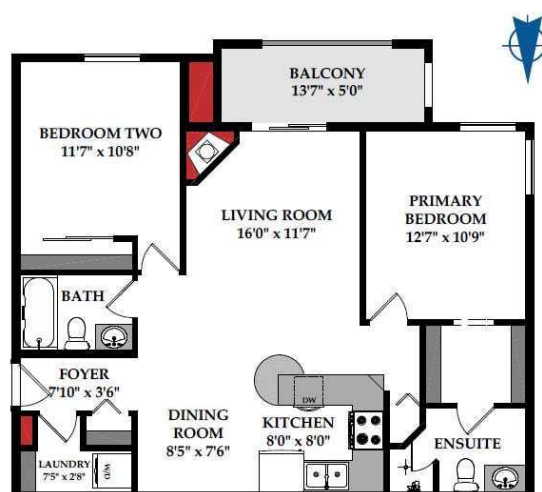 BALCONY
13'7" x 5'0"
BEDROOM TWO
11'7" x 10'8"
LIVING ROOM
16'0" x 11'7"
PRIMARY
BEDROOM
12'7" x 10'9"
BATH
FOYER
7'10" x 3'6"
DW
DINING
ROOM
8'5" x 7'6"
KITCHEN
8'0" x 8'0"
ENSUITE
LAUNDRY
7'5" x 2'8"
W/D